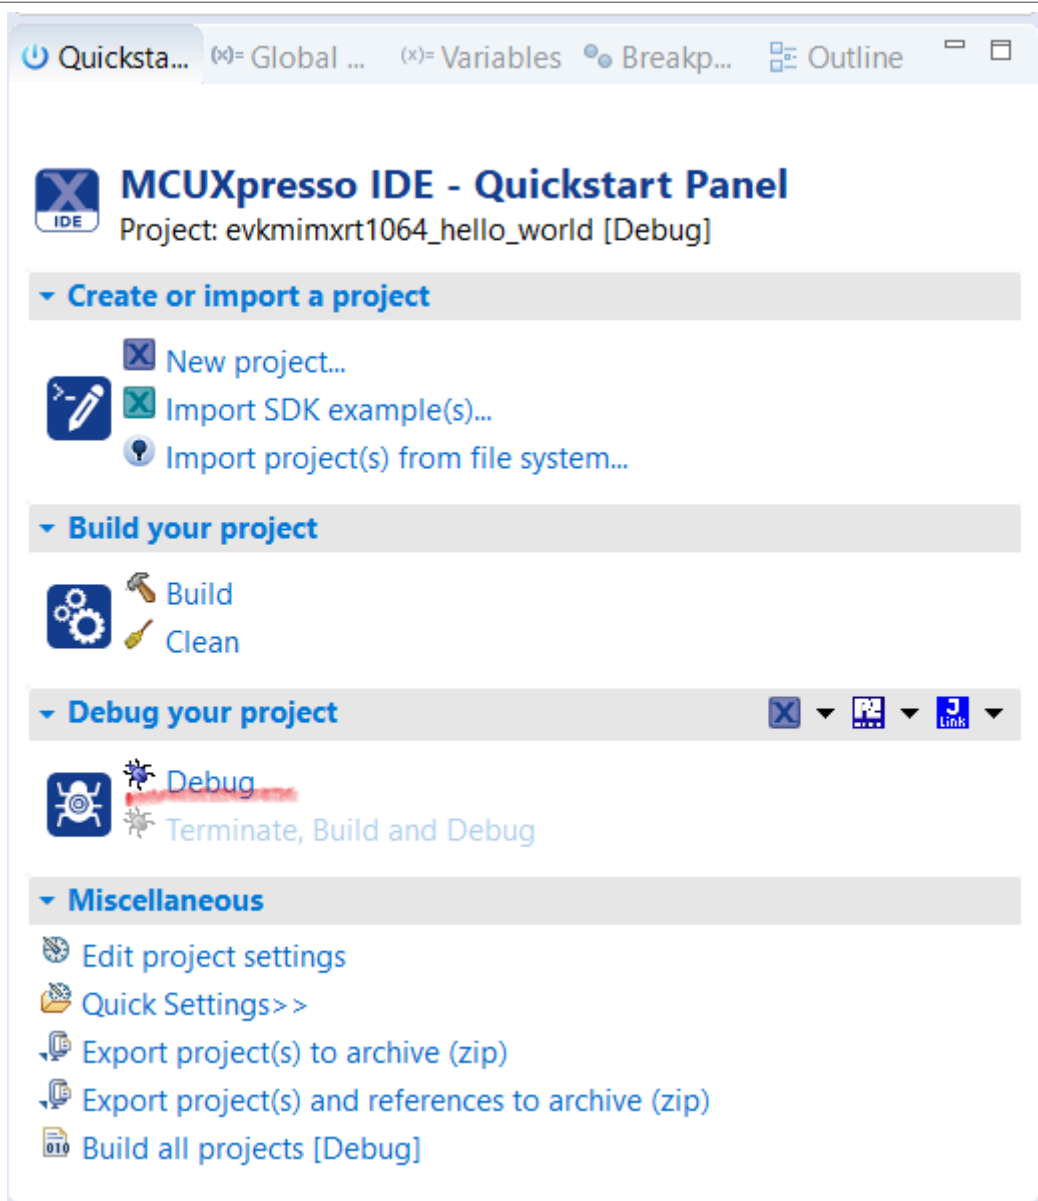 Quicksta... (x)= Global ... (x)= Variables Breakp... Outline
MCUXpresso IDE - Quickstart Panel
IDE
Project: evkmimxrt1064_hello_world [Debug]
Create or import a project
New project...
Import SDK example(s)...
Import project(s) from file system...
Build your project
Build
Clean
Debug your project
J Link
Debug
Terminate, Build and Debug
Miscellaneous
Edit project settings
Quick Settings>>
Export project(s) to archive (zip)
Export project(s) and references to archive (zip)
010
Build all projects [Debug]